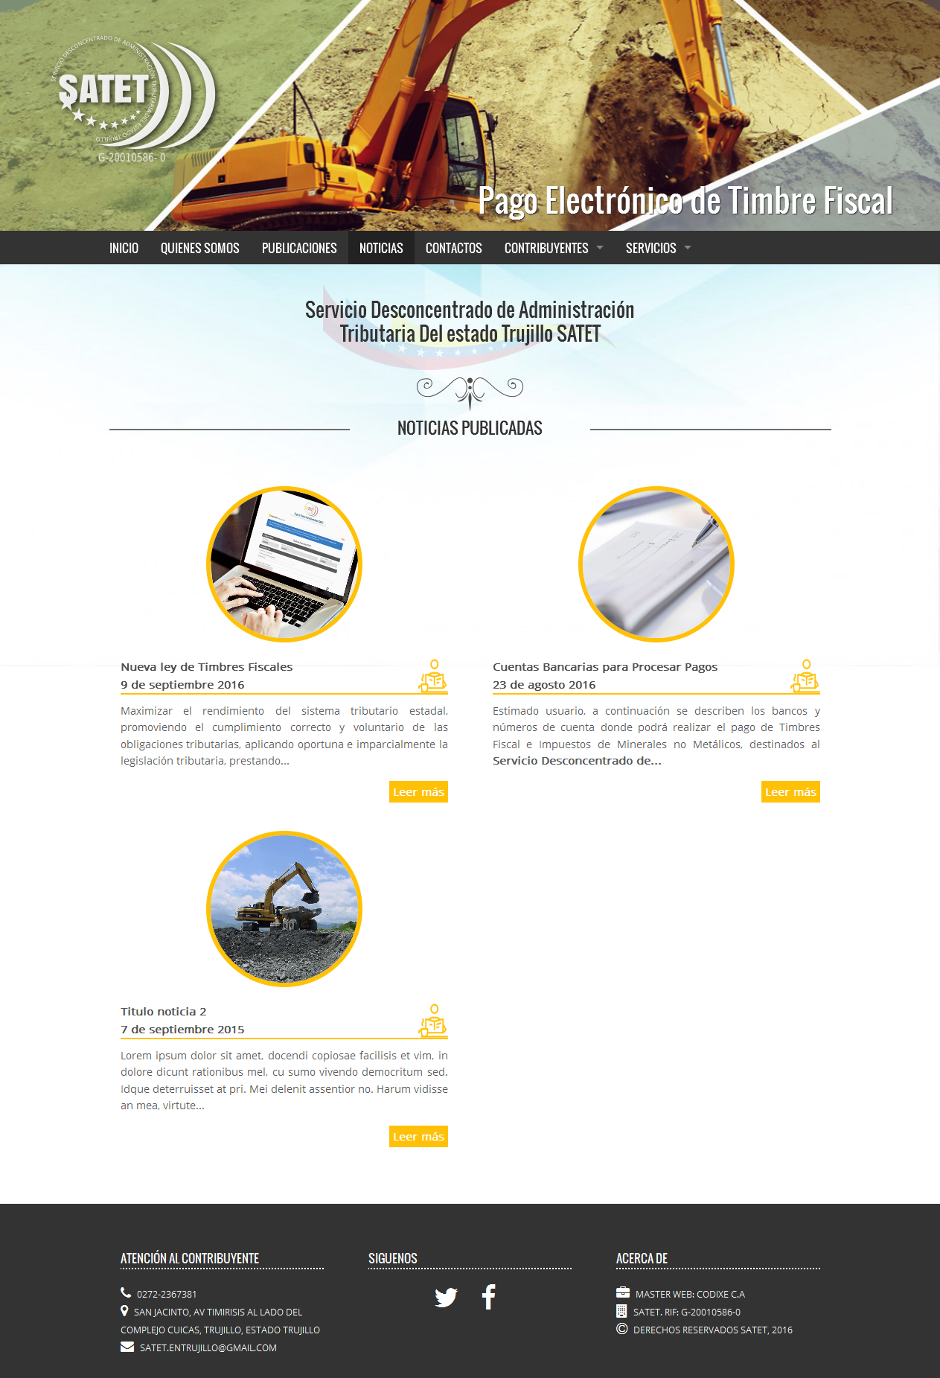 SATET
G-20010586- 0
Pago Electrónico de Timbre Fiscal
INICIO QUIENES SOMOS PUBLICACIONES NOTICIAS CONTACTOS CONTRIBUYENTES SERVICIOS
Servicio Desconcentrado de Administración
Tributaria Del estado Trujillo SATET
NOTICIAS PUBLICADAS
Nueva ley de Timbres Fiscales
9 de septiembre 2016
Maximizar el rendimiento del sistema tributario estadal,
promoviendo el cumplimiento correcto y voluntario de las
obligaciones tributarias, aplicando oportuna e imparcialmente la
legislación tributaria, prestando...
Leer más
Cuentas Bancarias para Procesar Pagos
23 de agosto 2016
Estimado usuario, a continuación se describen los bancos y
números de cuenta donde podrá realizar el pago de Timbres
Fiscal e Impuestos de Minerales no Metálicos, destinados al
Servicio Desconcentrado de...
Leer más
Titulo noticia 2
7 de septiembre 2015
Lorem ipsum dolor sit amet, docendi copiosae facilisis et vim, in
dolore dicunt rationibus mel, cu sumo vivendo democritum sed.
Idque deterruisset at pri. Mei delenit assentior no. Harum vidisse
an mea, virtute...
Leer más
ATENCIÓN AL CONTRIBUYENTE
0272-2367381
SAN JACINTO, AV TIMIRISIS AL LADO DEL
COMPLEJO CUICAS, TRUJILLO, ESTADO TRUJILLO
SATET.ENTRUJILLO@GMAIL.COM
SIGUENOS
ACERCA DE
MASTER WEB: CODIXE C.A
SATET. RIF: G-20010586-0
© DERECHOS RESERVADOS SATET, 2016